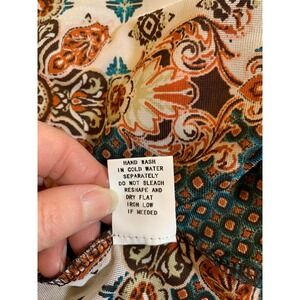 HAND WASH
IN COLD WATER
SEPARATELY
DO NOT BLEACH
RESHAPE AND
DRY FLAT
IRON LOW
IF NEEDED